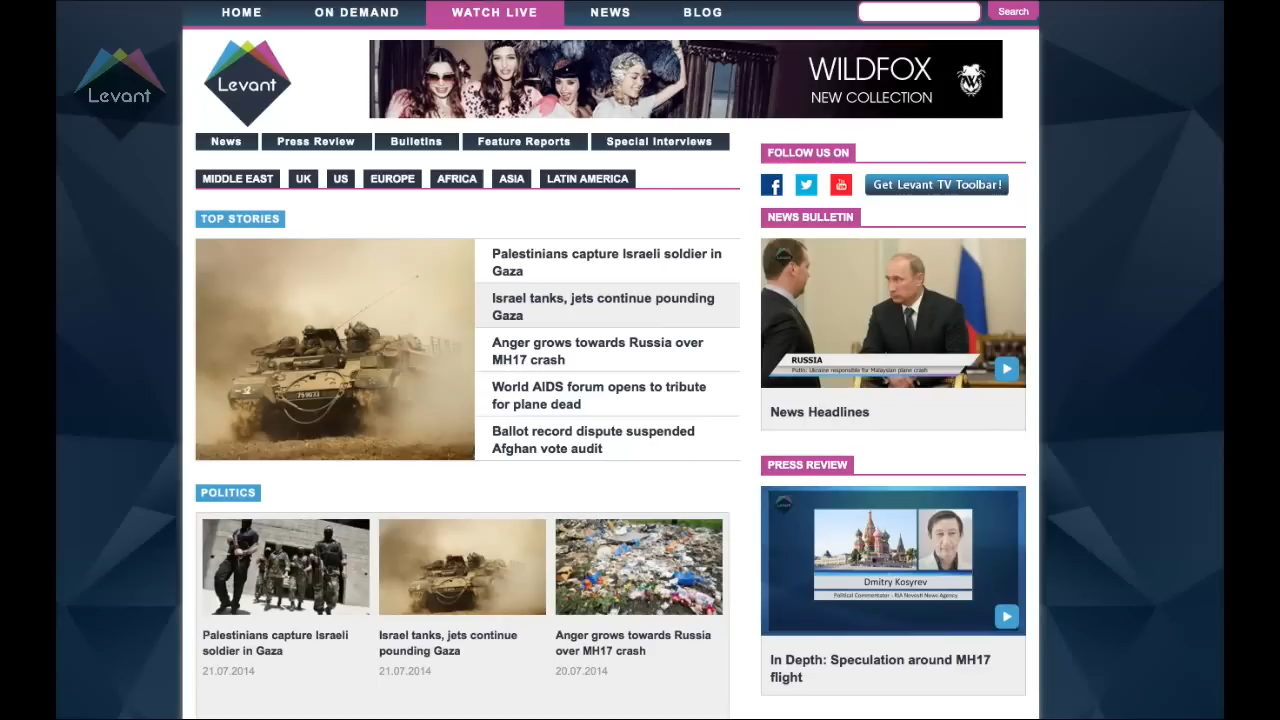 HOME
ON DEMAND
WATCH LIVE
NEWS
BLOG
Search
Levant
Levant
WILDFOX
NEW COLLECTION
News
Press Review
Bulletins
Feature Reports
Special Interviews
MIDDLE EAST
UK
US
EUROPE
AFRICA
ASIA
LATIN AMERICA
TOP STORIES
Palestinians capture Israeli soldier in
Gaza
Israel tanks, jets continue pounding
Gaza
Anger grows towards Russia over
MH17 crash
World AIDS forum opens to tribute
for plane dead
Ballot record dispute suspended
Afghan vote audit
POLITICS
Palestinians capture Israeli
soldier in Gaza
21.07.2014
Israel tanks, jets continue
pounding Gaza
21.07.2014
Anger grows towards Russia
over MH17 crash
20.07.2014
FOLLOW US ON
You
Tube
Get Levant TV Toolbar!
NEWS BULLETIN
RUSSIA
Putin: Ukraine responsible for Malaysian plane crash
News Headlines
PRESS REVIEW
Dmitry Kosyrev
Political Commentator - RIA Novosti News Agency
In Depth: Speculation around MH17
flight